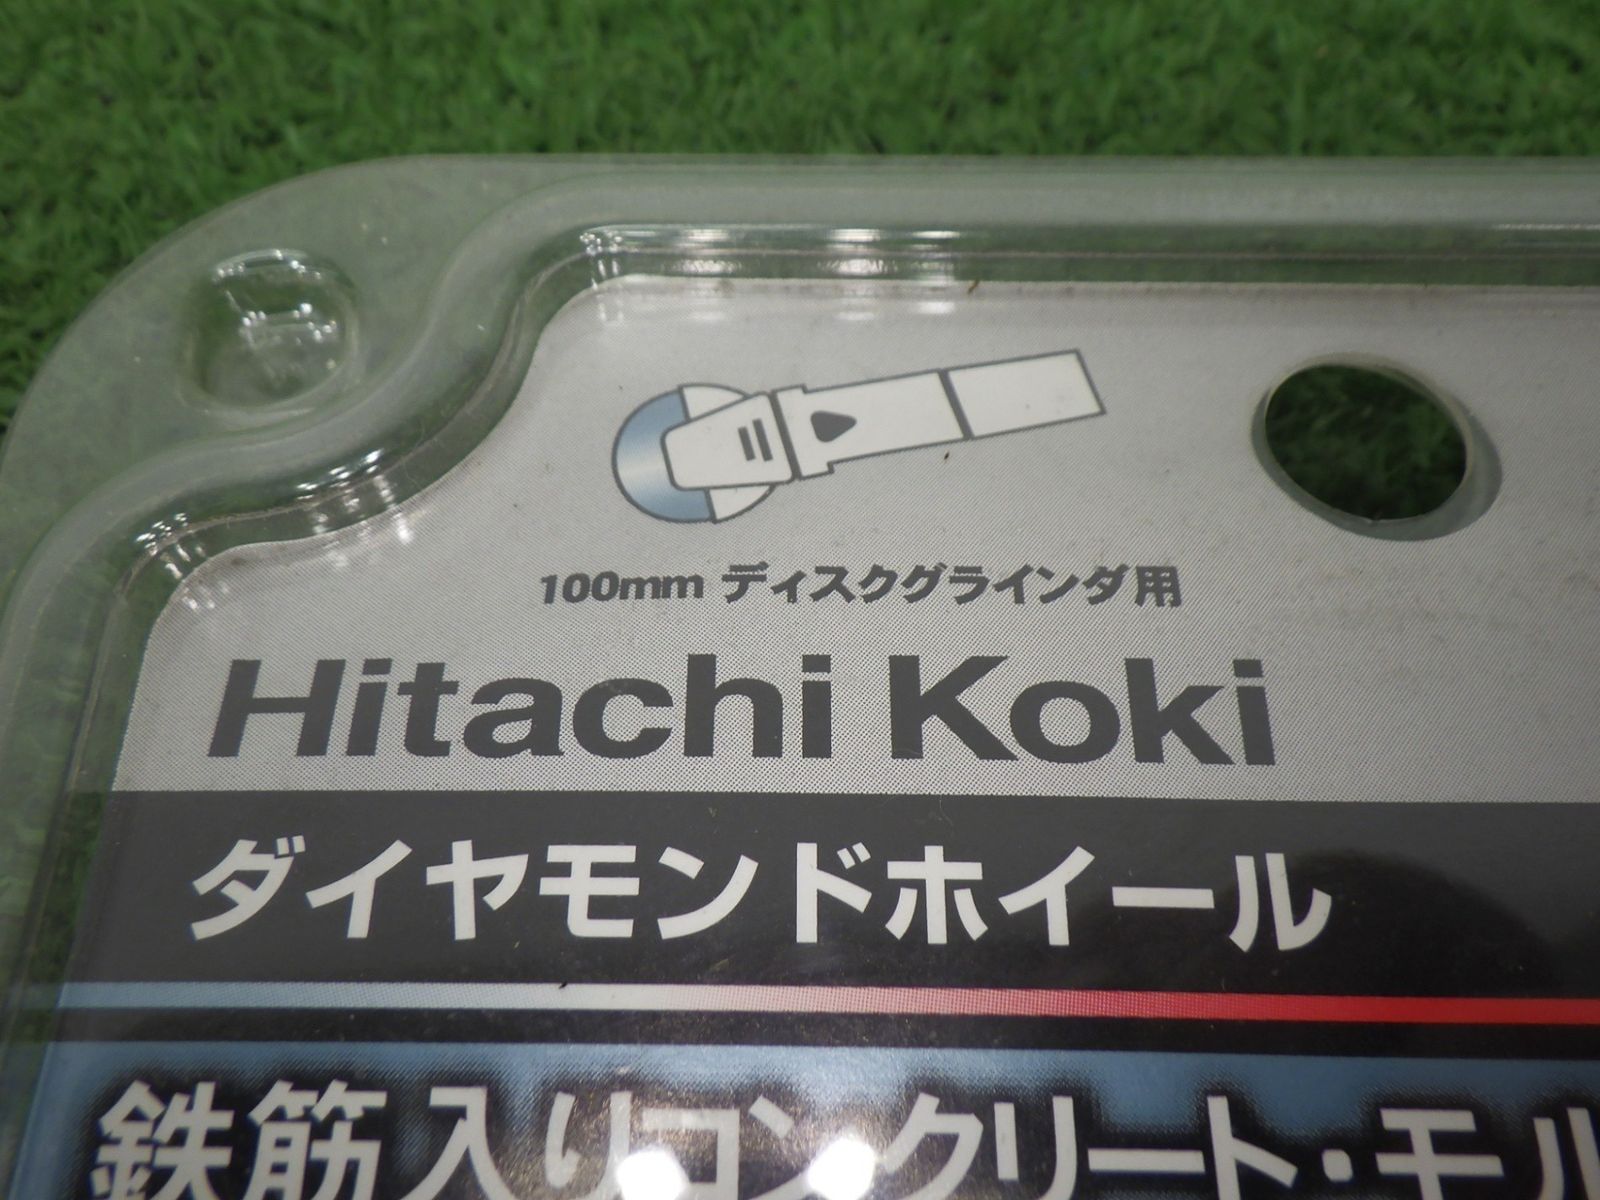 100mm ディスクグラインダ用
Hitachi Koki
ダイヤモンドホイール
鉄筋入りコンクリート・モル